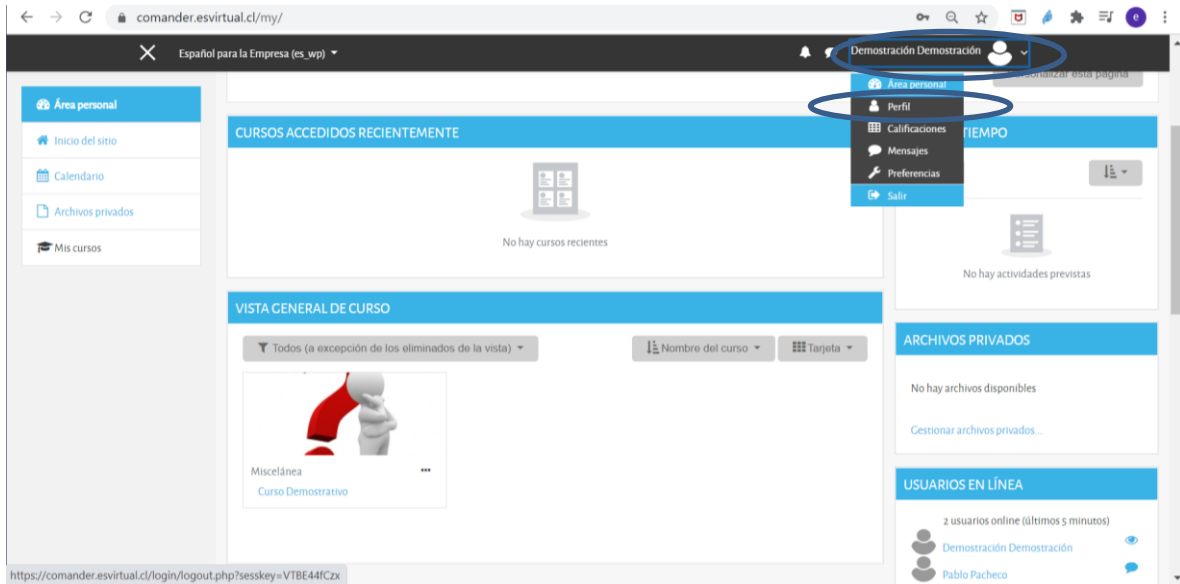 comander.esvirtual.cl/my/
e
Español para la Empresa (es_wp)
Demostración Demostración
Personalizar esta página
Área personal
Inicio del sitio
Calendario
Archivos privados
Mis cursos
Área personal
Perfil
Calificaciones
Mensajes
Preferencias
Salir
CURSOS ACCEDIDOS RECIENTEMENTE
No hay cursos recientes
TIEMPO
No hay actividades previstas
VISTA GENERAL DE CURSO
Todos (a excepción de los eliminados de la vista)
Nombre del curso
Tarjeta
Miscelánea
Curso Demostrativo
ARCHIVOS PRIVADOS
No hay archivos disponibles
Gestionar archivos privados...
USUARIOS EN LÍNEA
2 usuarios online (últimos 5 minutos)
Demostración Demostración
Pablo Pacheco
https://comander.esvirtual.cl/login/logout.php?sesskey=VTBE44fCzx